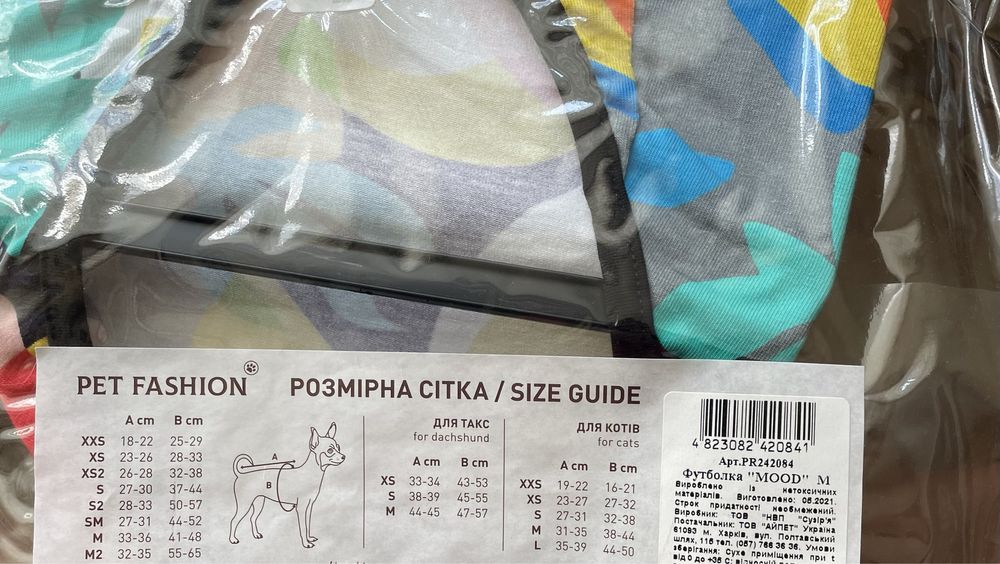 PET FASHION
РОЗМІРНА СІТКА / SIZE GUIDE
A cm B cm
XXS 18-22 25-29
XS 23-26 28-33
XS2 26-28 32-38
S 27-30 37-44
S2 28-33 50-57
SM 27-31 44-52
M 33-36 41-48
M2 32-35 55-65
A
B
ДЛЯ ТАКС
for dachshund
A cm B cm
XS 33-34 43-53
S 38-39 45-55
M 44-45 47-57
ДЛЯ КОТІВ
for cats
A cm B cm
XXS 19-22 16-21
XS 23-27 27-32
S 27-31 32-38
M 31-35 38-44
L 35-39 44-50
4 823082 420841
Арт.PR242084
Футболка "MOOD" M
Вироблено із нетоксичних
матеріалів. Виготовлено: 05.2021.
Строк придатності необмежений.
Виробник: ТОВ "НВП "Сузір'я"
Постачальник: ТОВ "АЙПЕТ" Україна
61093 м. Харків, вул. Полтавський
шлях, 115 тел. (057) 766 36 36. Умови
зберігання: Сухе приміщення при t
від 0 до +35 С;